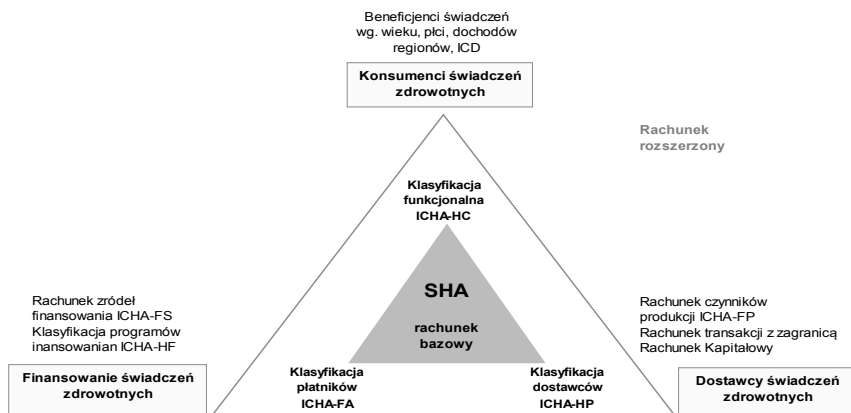 Beneficjenci świadczeń
wg. wieku, płci, dochodów
regionów, ICD
Konsumenci świadczeń
zdrowotnych
Rachunek
rozszerzony
Klasyfikacja
funkcjonalna
ICHA-HC
SHA
rachunek
bazowy
Rachunek zródeł
finansowania ICHA-FS
Klasyfikacja programów
inansowanian ICHA-HF
Finansowanie świadczeń
zdrowotnych
Klasyfikacja
płatników
ICHA-FA
Klasyfikacja
dostawców
ICHA-HP
Rachunek czynników
produkcji ICHA-FP
Rachunek transakcji z zagranicą
Rachunek Kapitałowy
Dostawcy świadczeń
zdrowotnych